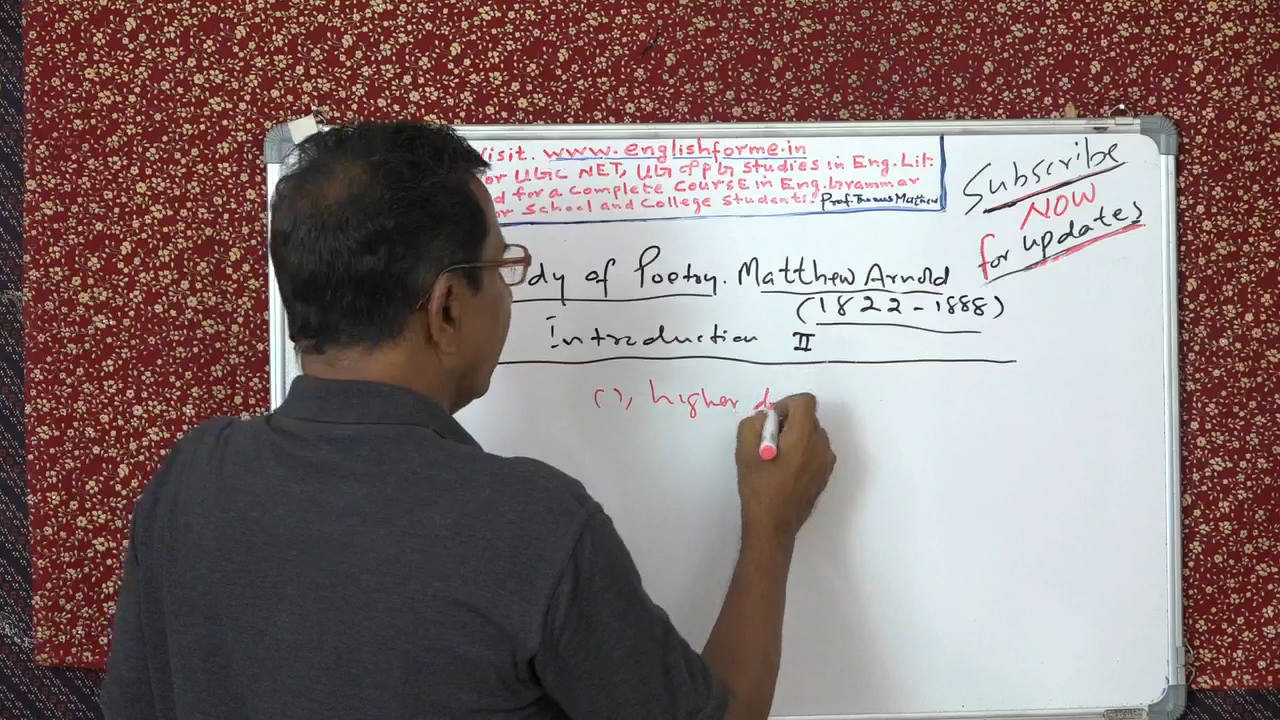 Visit. www.englishforme.in
or UGC NET, UG & PG Studies in Eng. Lit:
d for a Complete Course in Eng. Grammar
or School and College Students. Prof. Thomas Mathew
Subscribe
NOW
for updates
dy of Poetry. Matthew Arnold
(1822-1888)
Introduction II
(1), higher d